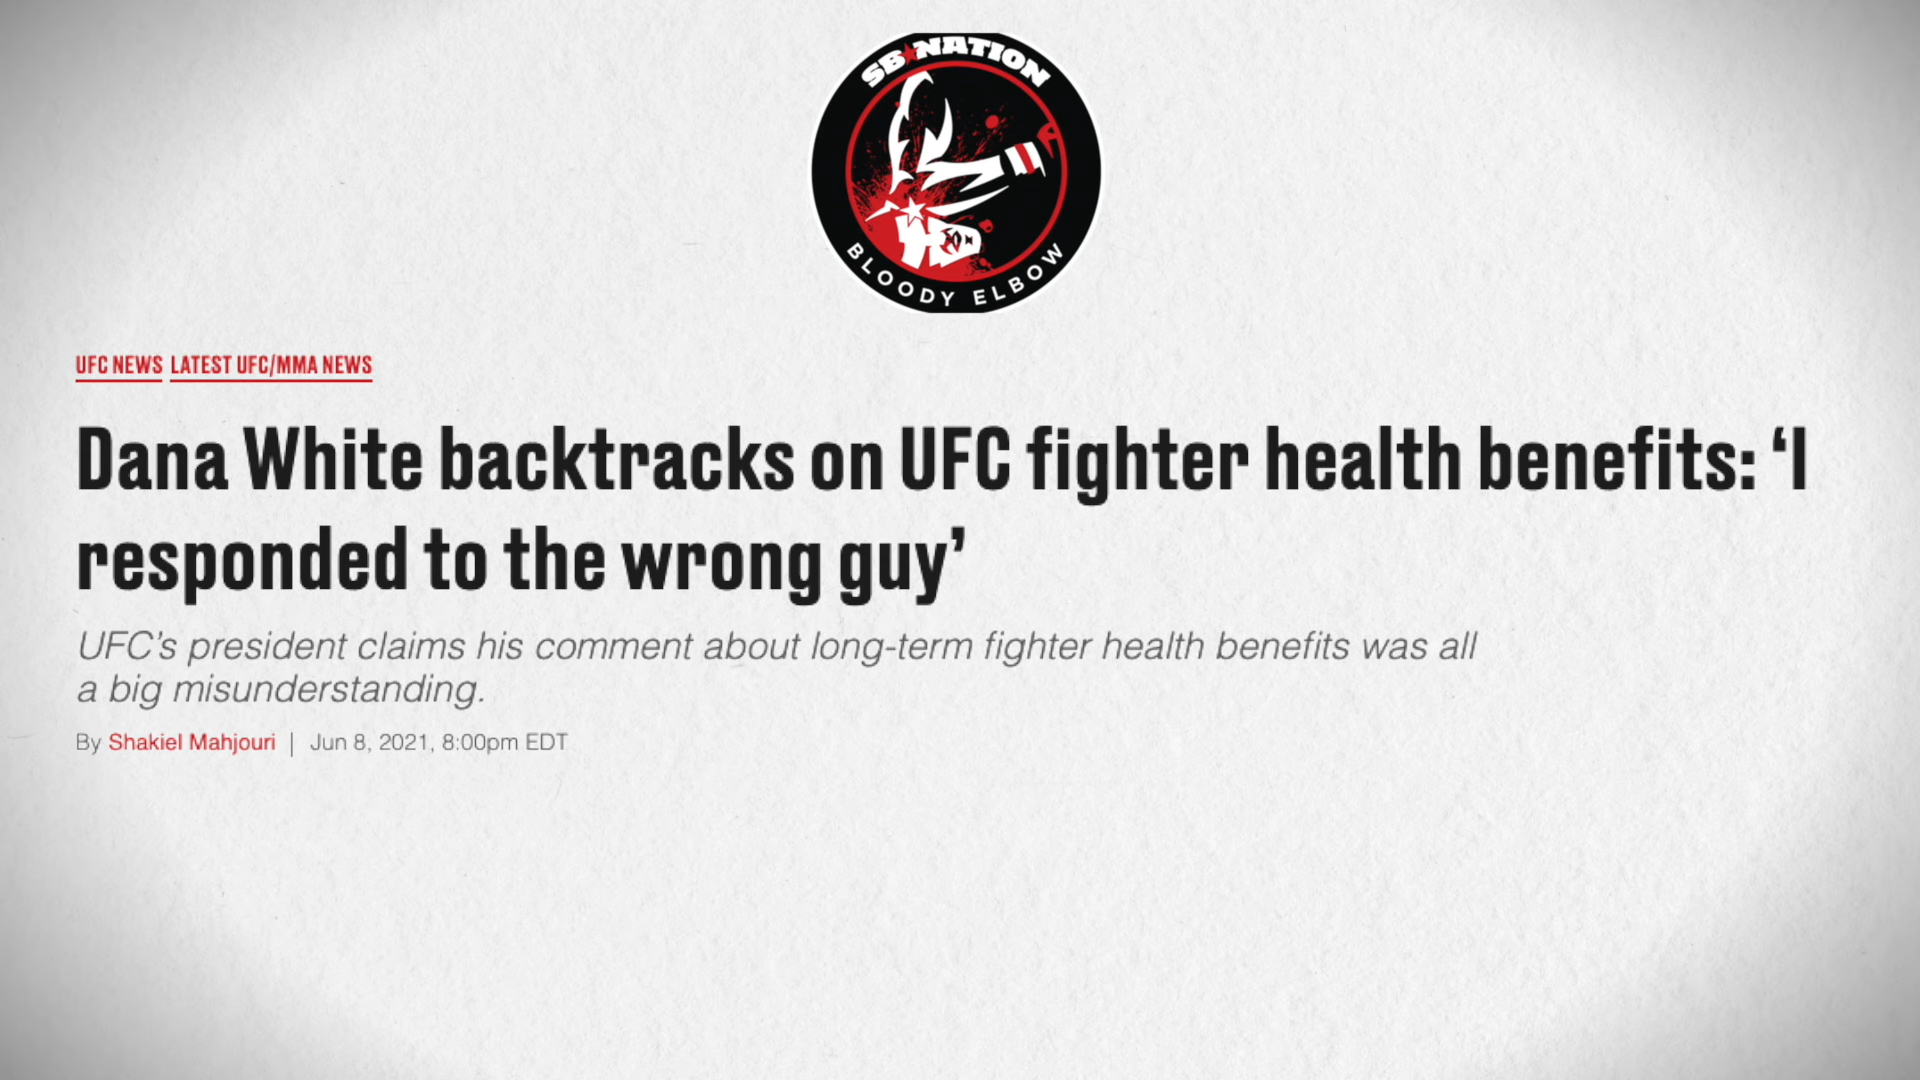 SB★NATION
BLOODY ELBOW
UFC NEWS LATEST UFC/MMA NEWS
Dana White backtracks on UFC fighter health benefits: ‘I
responded to the wrong guy’
UFC’s president claims his comment about long-term fighter health benefits was all
a big misunderstanding.
By Shakiel Mahjouri | Jun 8, 2021, 8:00pm EDT